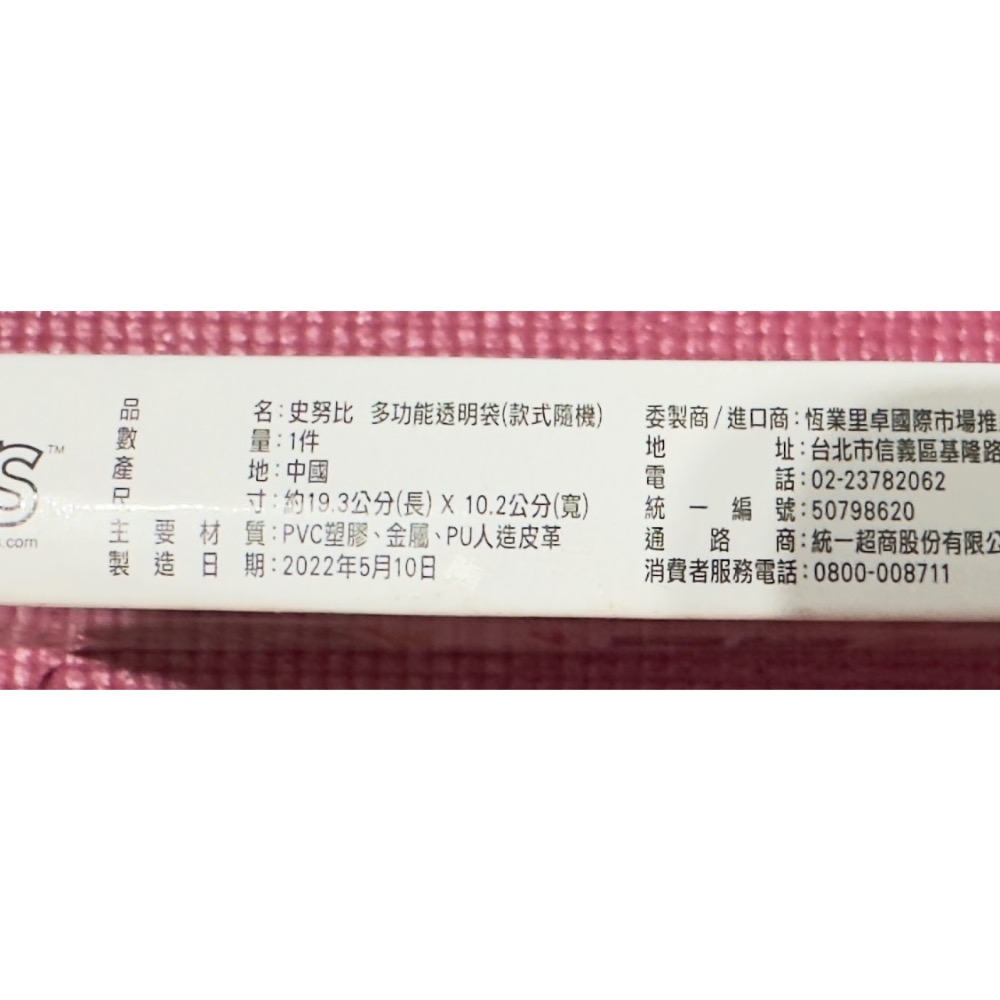 品名：史努比 多功能透明袋(款式隨機)
數量：1件
產地：中國
尺寸：約19.3公分(長) X 10.2公分(寬)
主要材質：PVC塑膠、金屬、PU人造皮革
製造日期：2022年5月10日
委製商/進口商：恆業里卓國際市場推
地址：台北市信義區基隆路
電話：02-23782062
統一編號：50798620
通路商：統一超商股份有限公
消費者服務電話：0800-008711
S™
s.com